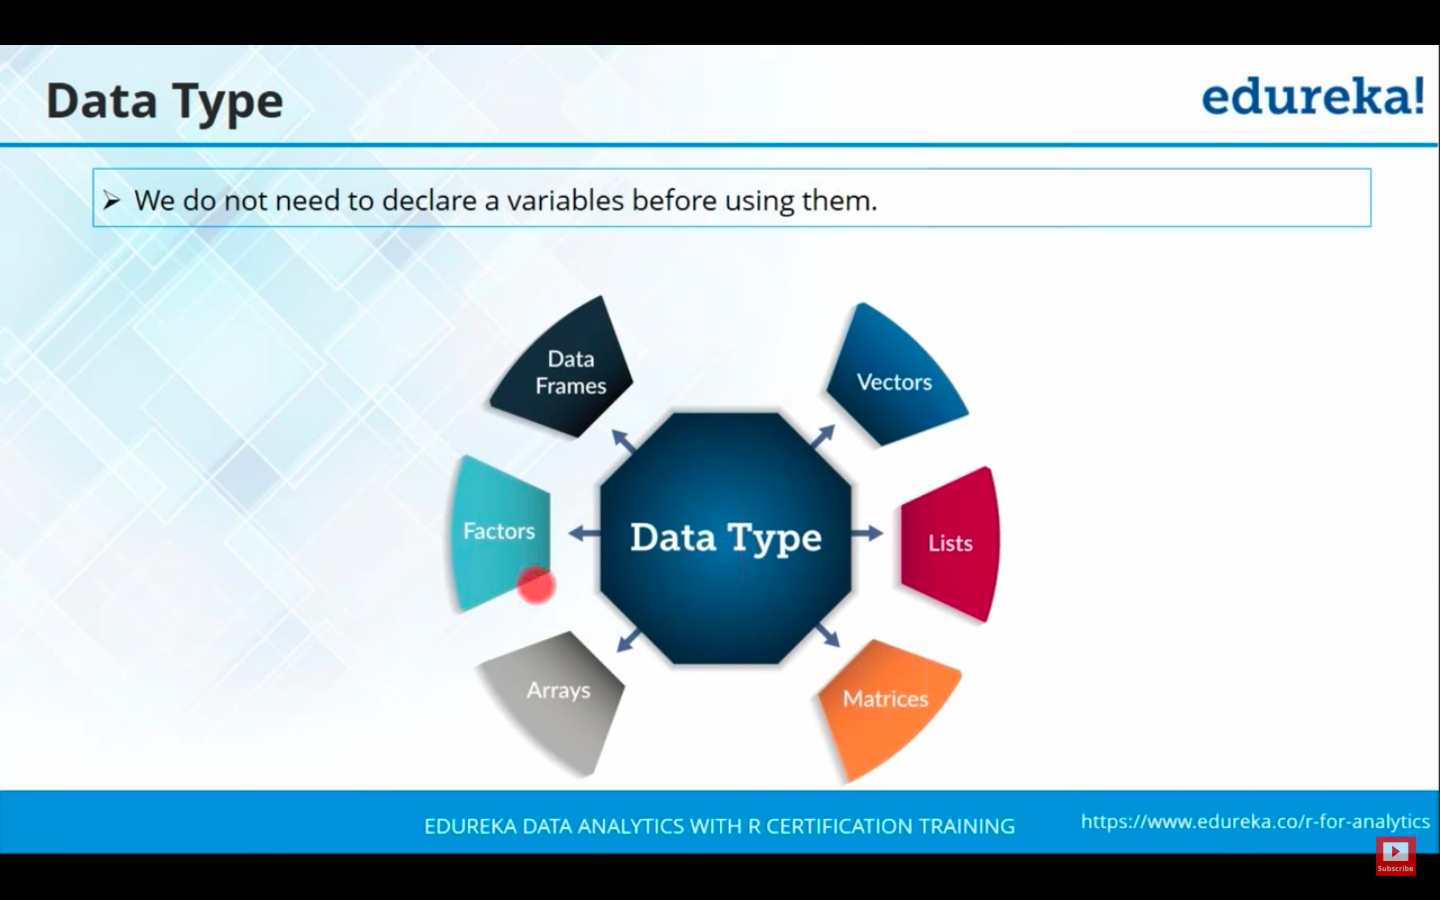 Data Type
edureka!
➢ We do not need to declare a variables before using them.
Data
Frames
Vectors
Factors
Data Type
Lists
Arrays
Matrices
EDUREKA DATA ANALYTICS WITH R CERTIFICATION TRAINING
https://www.edureka.co/r-for-analytics
Subscribe